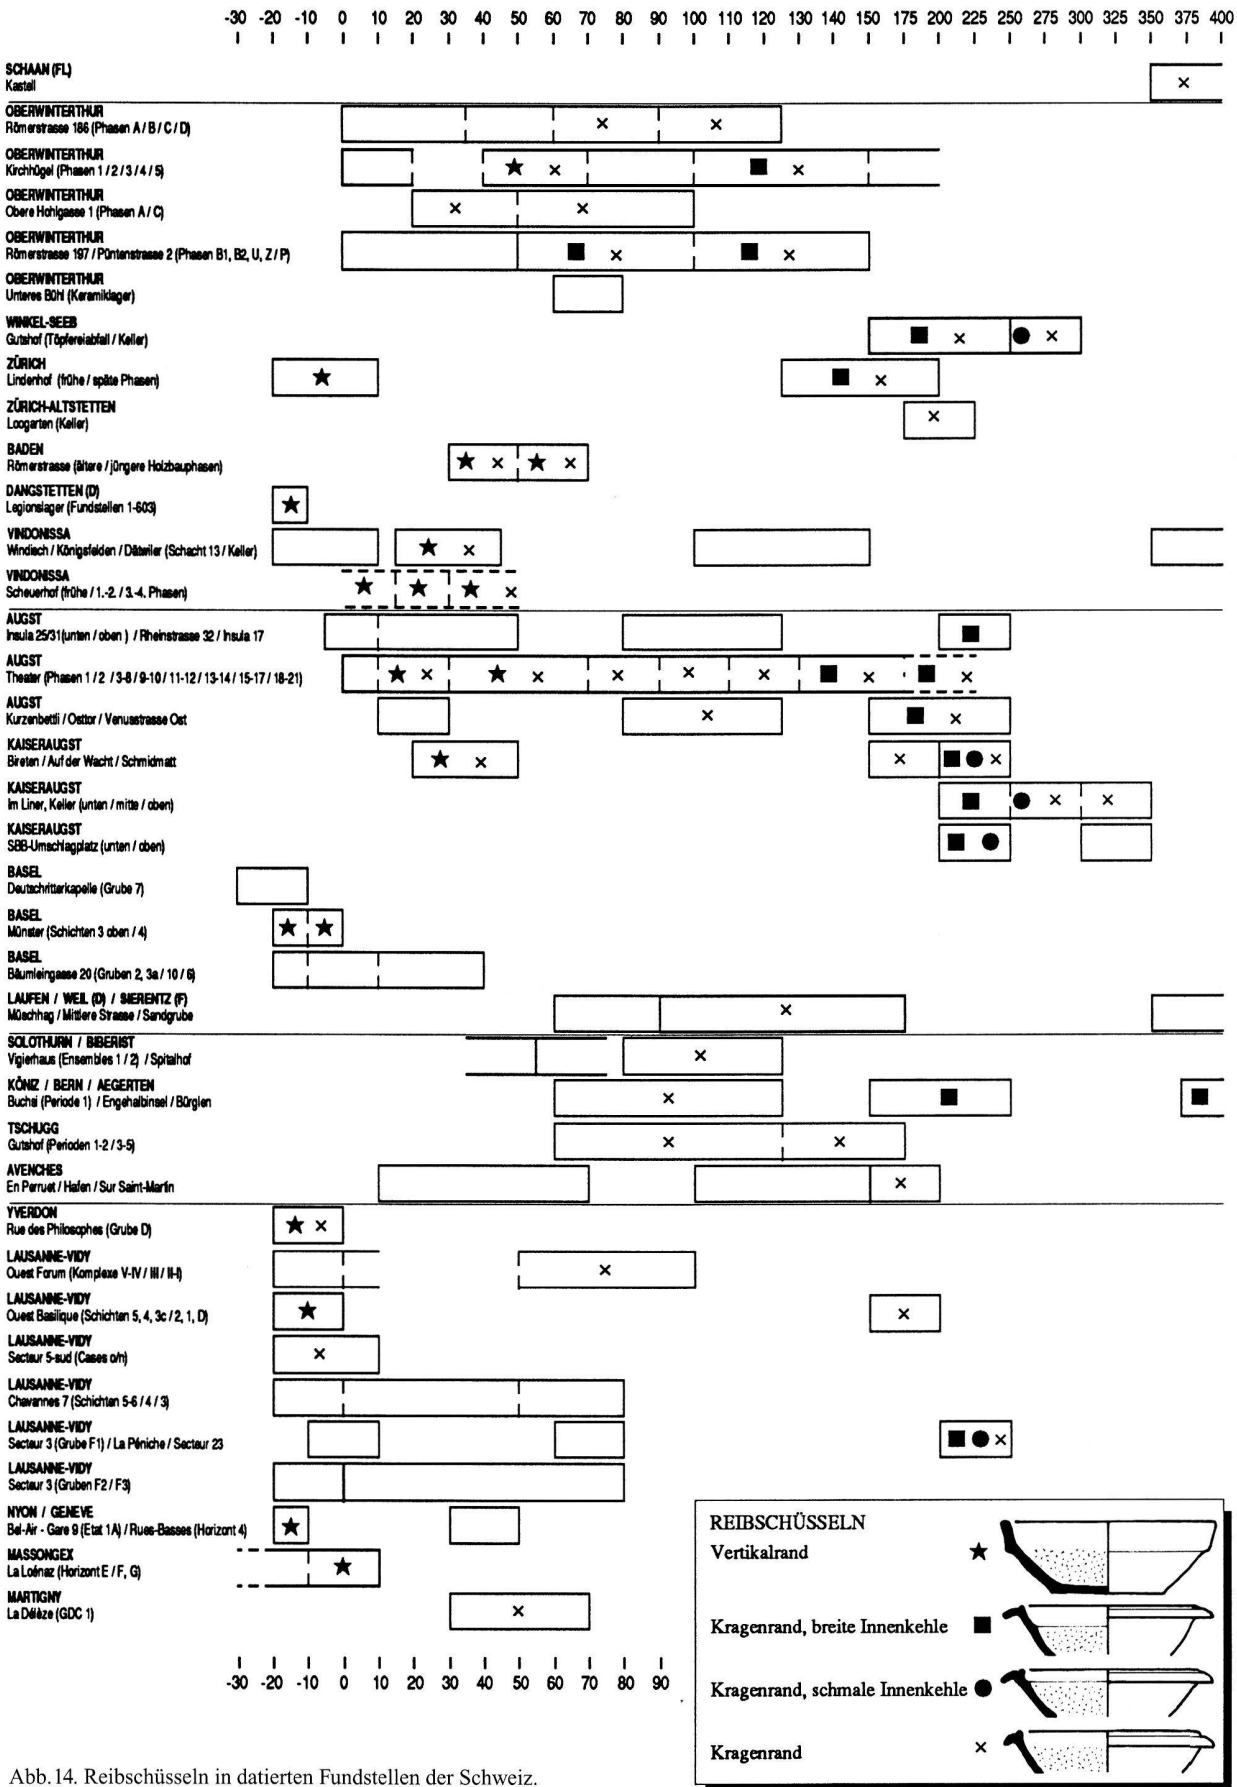 -30 -20 -10 0 10 20 30 40 50 60 70 80 90 100 110 120 130 140 150 175 200 225 250 275 300 325 350 375 400
SCHAAN (FL)
Kastell
OBERWINTERTHUR
Römerstrasse 186 (Phasen A / B / C / D)
OBERWINTERTHUR
Kirchhügel (Phasen 1 / 2 / 3 / 4 / 5)
OBERWINTERTHUR
Obere Hohlgasse 1 (Phasen A / C)
OBERWINTERTHUR
Römerstrasse 197 / Püntenstrasse 2 (Phasen B1, B2, U, Z / P)
OBERWINTERTHUR
Unteres Bühl (Keramiklager)
WINKEL-SEEB
Gutshof (Töpfereiabfall / Keller)
ZÜRICH
Lindenhof (frühe / späte Phasen)
ZÜRICH-ALTSTETTEN
Loogarten (Keller)
BADEN
Römerstrasse (ältere / jüngere Holzbauphasen)
DANGSTETTEN (D)
Legionslager (Fundstellen 1-603)
VINDONISSA
Windisch / Königsfelden / Dätwiler (Schacht 13 / Keller)
VINDONISSA
Scheuerhof (frühe / 1.-2. / 3.-4. Phasen)
AUGST
Insula 25/31(unten / oben ) / Rheinstrasse 32 / Insula 17
AUGST
Theater (Phasen 1 / 2 / 3-8 / 9-10 / 11-12 / 13-14 / 15-17 / 18-21)
AUGST
Kurzenbettli / Osttor / Venusstrasse Ost
KAISERAUGST
Bireten / Auf der Wacht / Schmidmatt
KAISERAUGST
Im Liner, Keller (unten / mitte / oben)
KAISERAUGST
SBB-Umschlagplatz (unten / oben)
BASEL
Deutschritterkapelle (Grube 7)
BASEL
Münster (Schichten 3 oben / 4)
BASEL
Bäumleingasse 20 (Gruben 2, 3a / 10 / 6)
LAUFEN / WEIL (D) / SIERENTZ (F)
Müschhag / Mittlere Strasse / Sandgrube
SOLOTHURN / BIBERIST
Vigierhaus (Ensembles 1 / 2) / Spitalhof
KÖNIZ / BERN / AEGERTEN
Buchsi (Periode 1) / Engehalbinsel / Bürglen
TSCHUGG
Gutshof (Perioden 1-2 / 3-5)
AVENCHES
En Perruet / Hafen / Sur Saint-Martin
YVERDON
Rue des Philosophes (Grube D)
LAUSANNE-VIDY
Ouest Forum (Komplexe V-IV / III / II-I)
LAUSANNE-VIDY
Ouest Basilique (Schichten 5, 4, 3c / 2, 1, D)
LAUSANNE-VIDY
Secteur 5-sud (Cases o/n)
LAUSANNE-VIDY
Chavannes 7 (Schichten 5-6 / 4 / 3)
LAUSANNE-VIDY
Secteur 3 (Grube F1) / La Péniche / Secteur 23
LAUSANNE-VIDY
Secteur 3 (Gruben F2 / F3)
NYON / GENEVE
Bel-Air - Gare 9 (Etat 1A) / Rues-Basses (Horizont 4)
MASSONGEX
La Loénaz (Horizont E / F, G)
MARTIGNY
La Délèze (GDC 1)
-30 -20 -10 0 10 20 30 40 50 60 70 80 90
REIBSCHÜSSELN
Vertikalrand
Kragenrand, breite Innenkehle
Kragenrand, schmale Innenkehle
Kragenrand
Abb.14. Reibschüsseln in datierten Fundstellen der Schweiz.